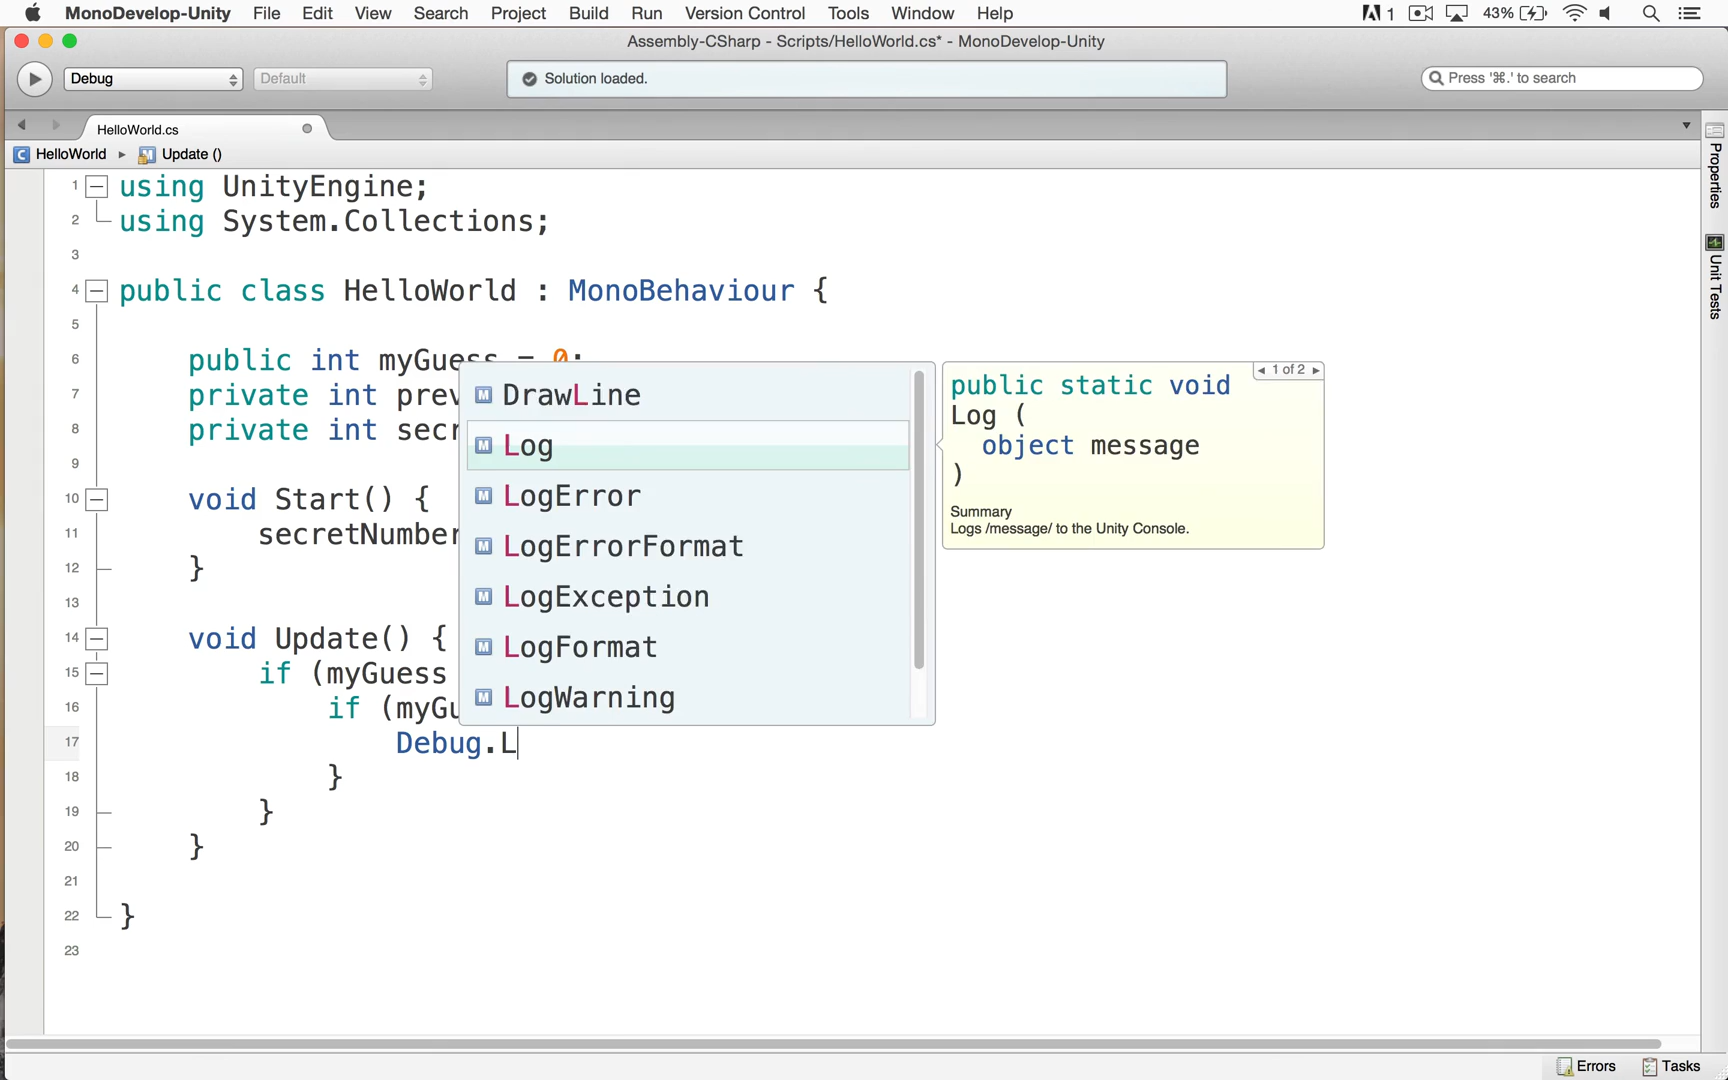 MonoDevelop-Unity File Edit View Search Project Build Run Version Control Tools Window Help 1 43%
Assembly-CSharp - Scripts/HelloWorld.cs* - MonoDevelop-Unity
Debug Default Solution loaded. Press '⌘.' to search
HelloWorld.cs
C HelloWorld ▸ M Update ()
1 using UnityEngine;
2 using System.Collections;
3
4 public class HelloWorld : MonoBehaviour {
5
6 public int myGuess = 0;
7 private int prev
8 private int secr
9
10 void Start() {
11 secretNumber
12 }
13
14 void Update() {
15 if (myGuess
16 if (myGu
17 Debug.L
18 }
19 }
20 }
21
22 }
23
M DrawLine
M Log
M LogError
M LogErrorFormat
M LogException
M LogFormat
M LogWarning
◂ 1 of 2 ▸
public static void
Log (
object message
)
Summary
Logs /message/ to the Unity Console.
Properties
Unit Tests
Errors Tasks